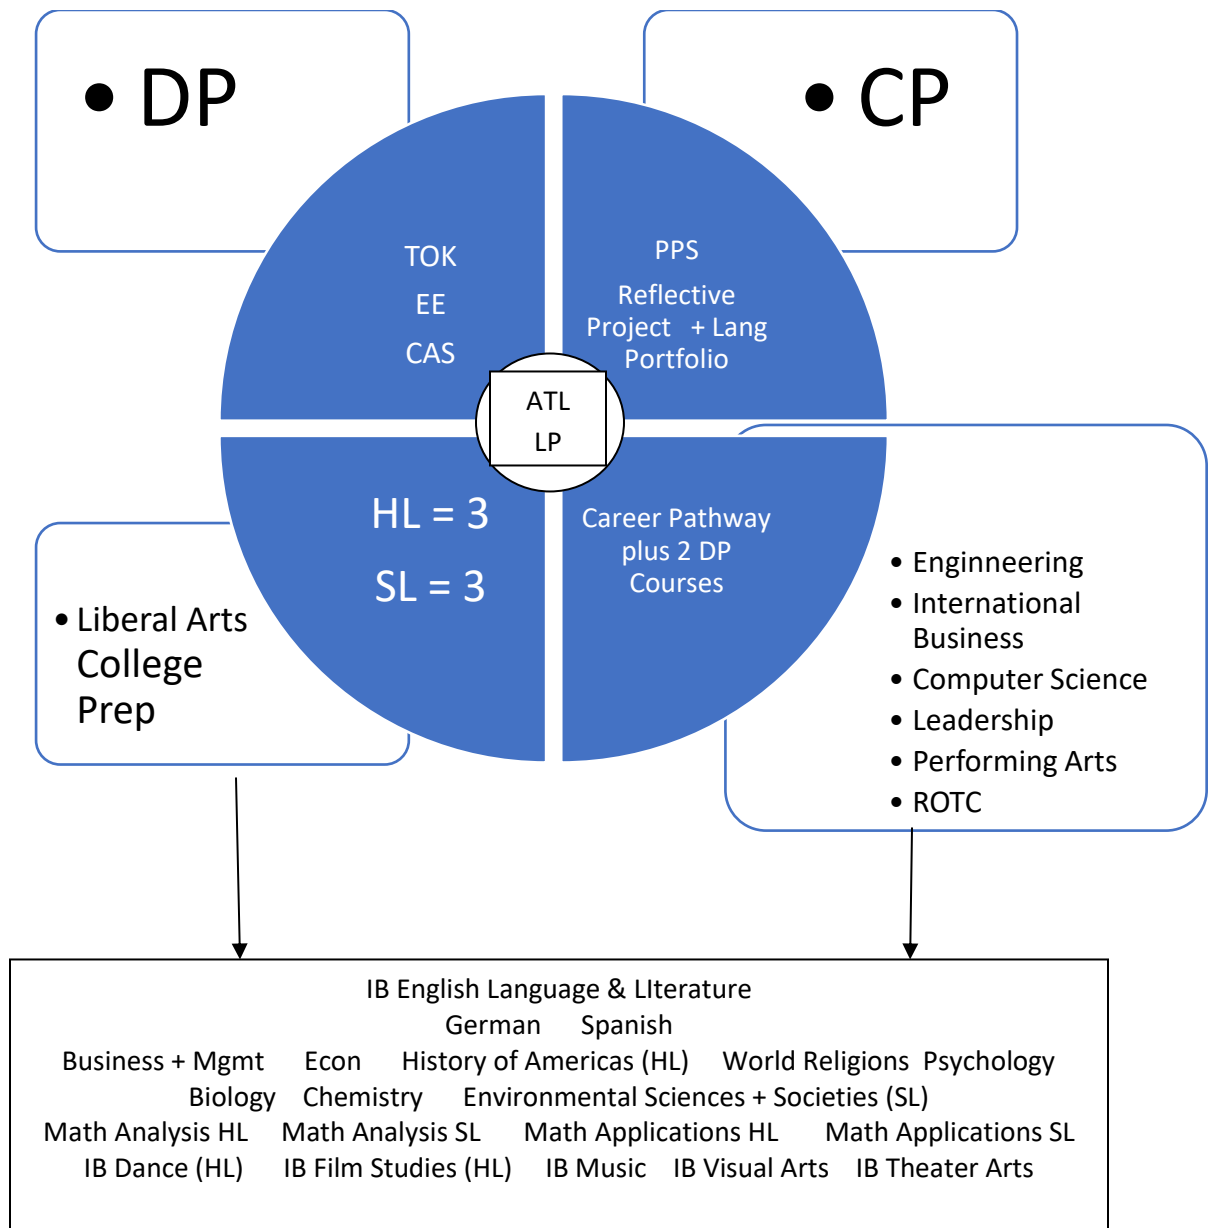 • DP
• CP
TOK
EE
CAS
PPS
Reflective
Project + Lang
Portfolio
ATL
LP
HL = 3
SL = 3
Career Pathway
plus 2 DP
Courses
• Liberal Arts
College
Prep
• Enginneering
• International
Business
• Computer Science
• Leadership
• Performing Arts
• ROTC
IB English Language & LIterature
German Spanish
Business + Mgmt Econ History of Americas (HL) World Religions Psychology
Biology Chemistry Environmental Sciences + Societies (SL)
Math Analysis HL Math Analysis SL Math Applications HL Math Applications SL
IB Dance (HL) IB Film Studies (HL) IB Music IB Visual Arts IB Theater Arts